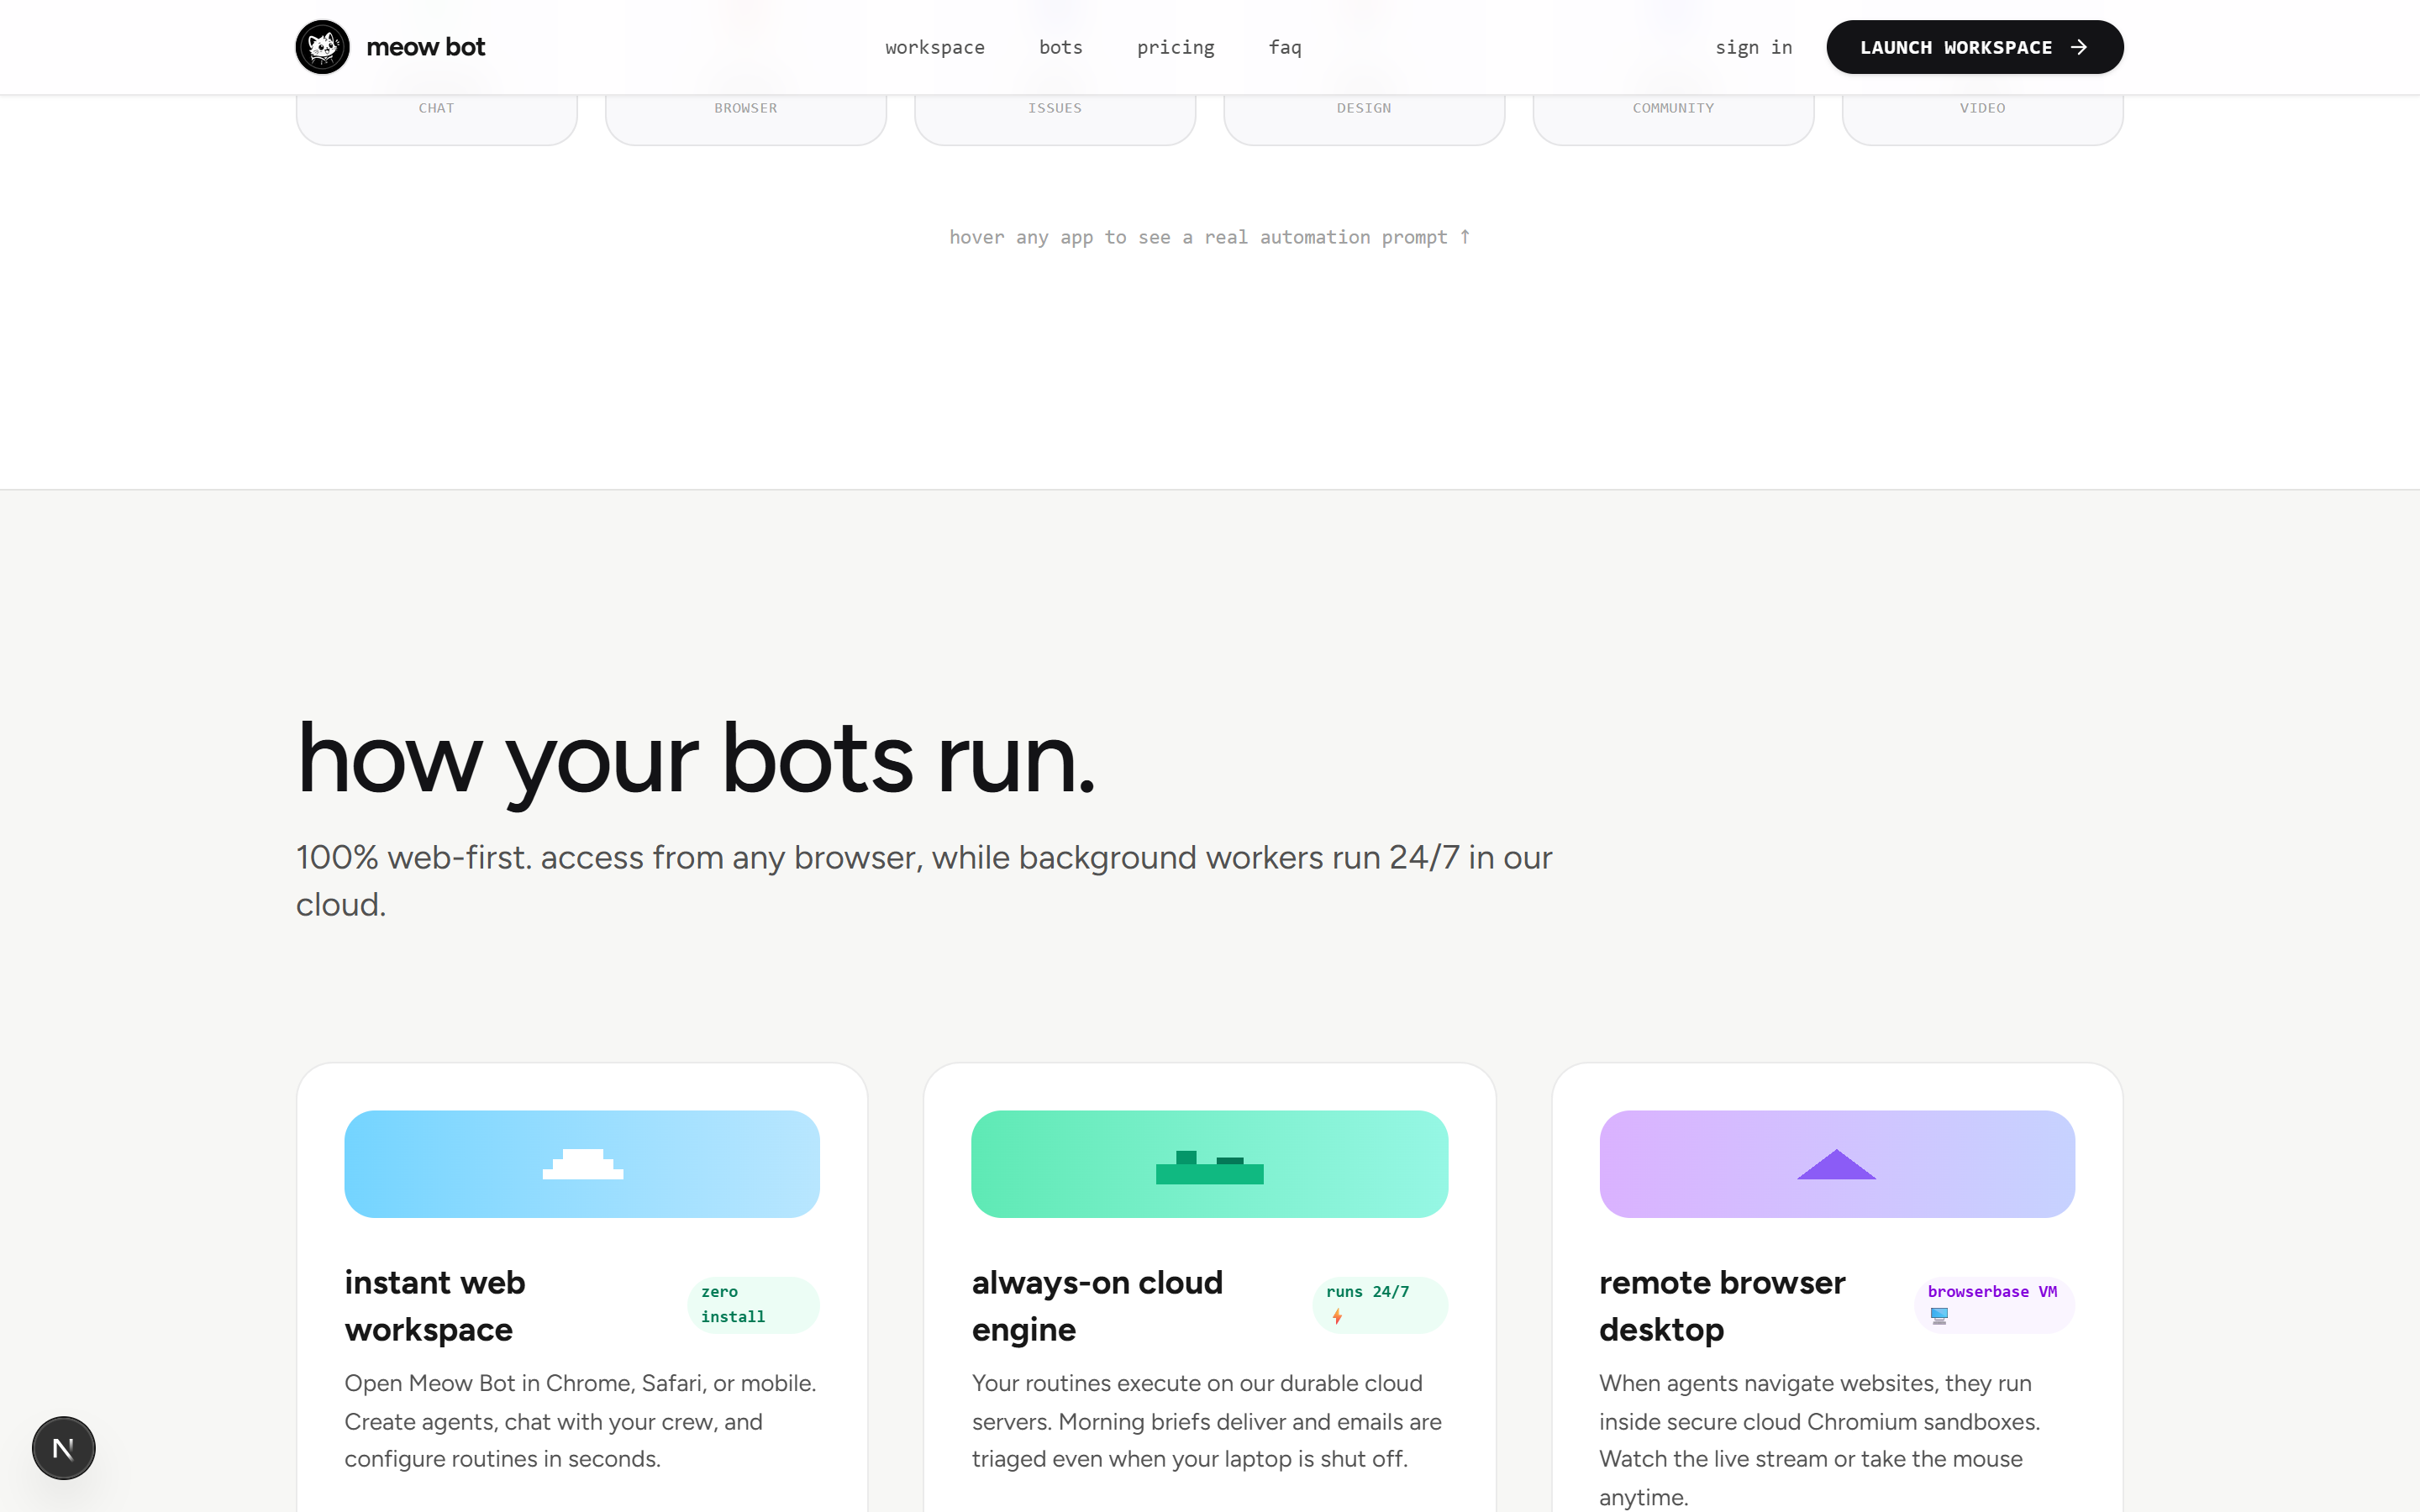 meow bot
workspace
bots
pricing
faq
sign in
LAUNCH WORKSPACE →
CHAT
BROWSER
ISSUES
DESIGN
COMMUNITY
VIDEO
hover any app to see a real automation prompt ↑
how your bots run.
100% web-first. access from any browser, while background workers run 24/7 in our
cloud.
instant web
workspace
zero
install
Open Meow Bot in Chrome, Safari, or mobile.
Create agents, chat with your crew, and
configure routines in seconds.
always-on cloud
engine
runs 24/7
⚡
Your routines execute on our durable cloud
servers. Morning briefs deliver and emails are
triaged even when your laptop is shut off.
remote browser
desktop
browserbase VM
🖥️
When agents navigate websites, they run
inside secure cloud Chromium sandboxes.
Watch the live stream or take the mouse
anytime.
N